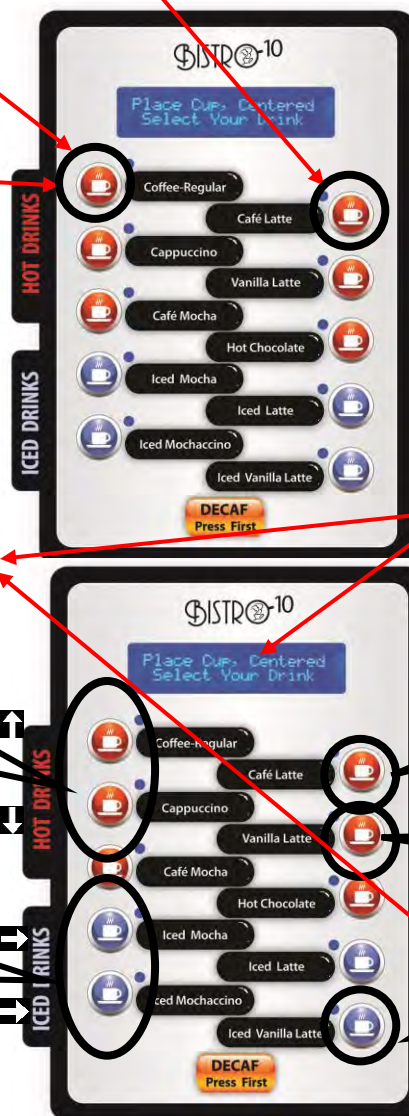 BISTRO-10
Place Cup, Centered
Select Your Drink
HOT DRINKS
ICED DRINKS
Coffee-Regular
Café Latte
Cappuccino
Vanilla Latte
Café Mocha
Hot Chocolate
Iced Mocha
Iced Latte
Iced Mochaccino
Iced Vanilla Latte
DECAF
Press First
BISTRO-10
Place Cup, Centered
Select Your Drink
HOT DRINKS
ICED DRINKS
Coffee-Regular
Café Latte
Cappuccino
Vanilla Latte
Café Mocha
Hot Chocolate
Iced Mocha
Iced Latte
Iced Mochaccino
Iced Vanilla Latte
DECAF
Press First